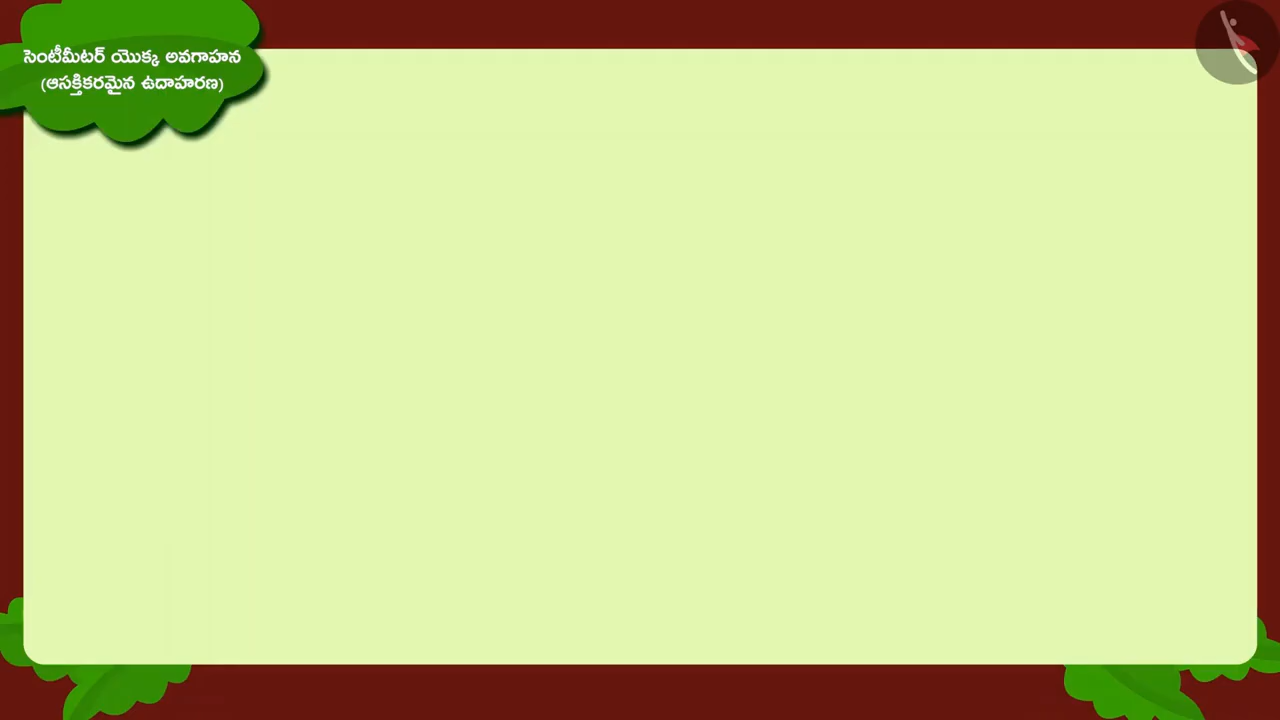 సెంటీమీటర్ యొక్క అవగాహన
(ఆసక్తికరమైన ఉదాహరణ)